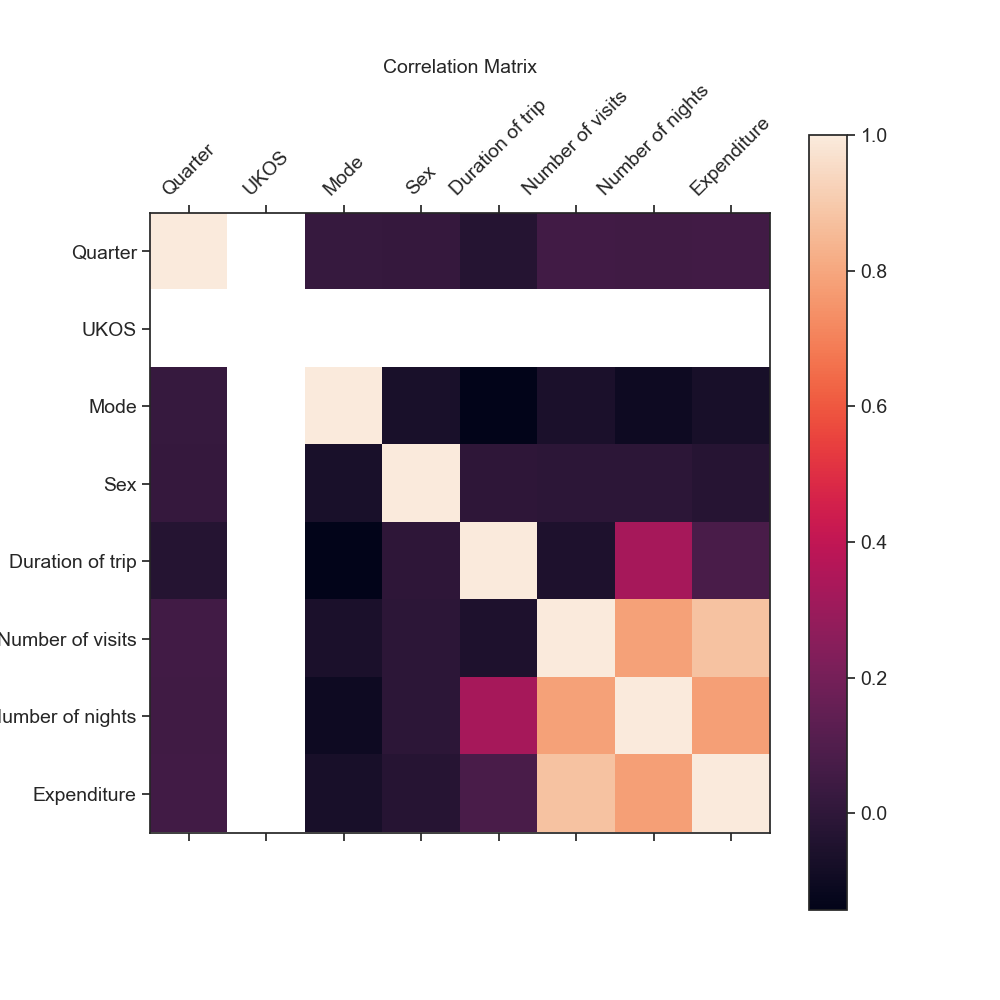 Correlation Matrix
Quarter
UKOS
Mode
Sex
Duration of trip
Number of visits
Number of nights
Expenditure
1.0
0.8
0.6
0.4
0.2
0.0
Quarter
UKOS
Mode
Sex
Duration of trip
Number of visits
umber of nights
Expenditure